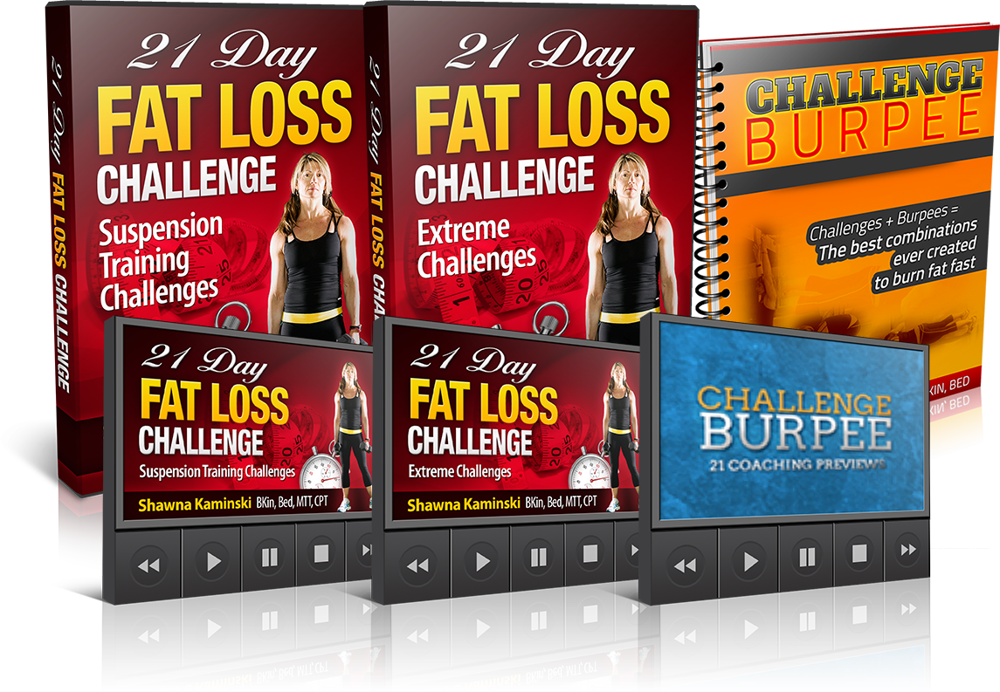 21 Day
FAT LOSS
CHALLENGE
Suspension
Training
Challenges
21 Day FAT LOSS CHALLENGE
21 Day
FAT LOSS
CHALLENGE
Extreme
Challenges
21 Day FAT LOSS CHAL
CHALLENGE
BURPEE
Challenges + Burpees =
The best combinations
ever created
to burn fat fast
KIN, BED
21 Day
FAT LOSS
CHALLENGE
Suspension Training Challenges
Shawna Kaminski BKin, Bed, MTT, CPT
21 Day
FAT LOSS
CHALLENGE
Extreme Challenges
Shawna Kaminski BKin, Bed, MTT, CPT
CHALLENGE
BURPEE
21 COACHING PREVIEWS